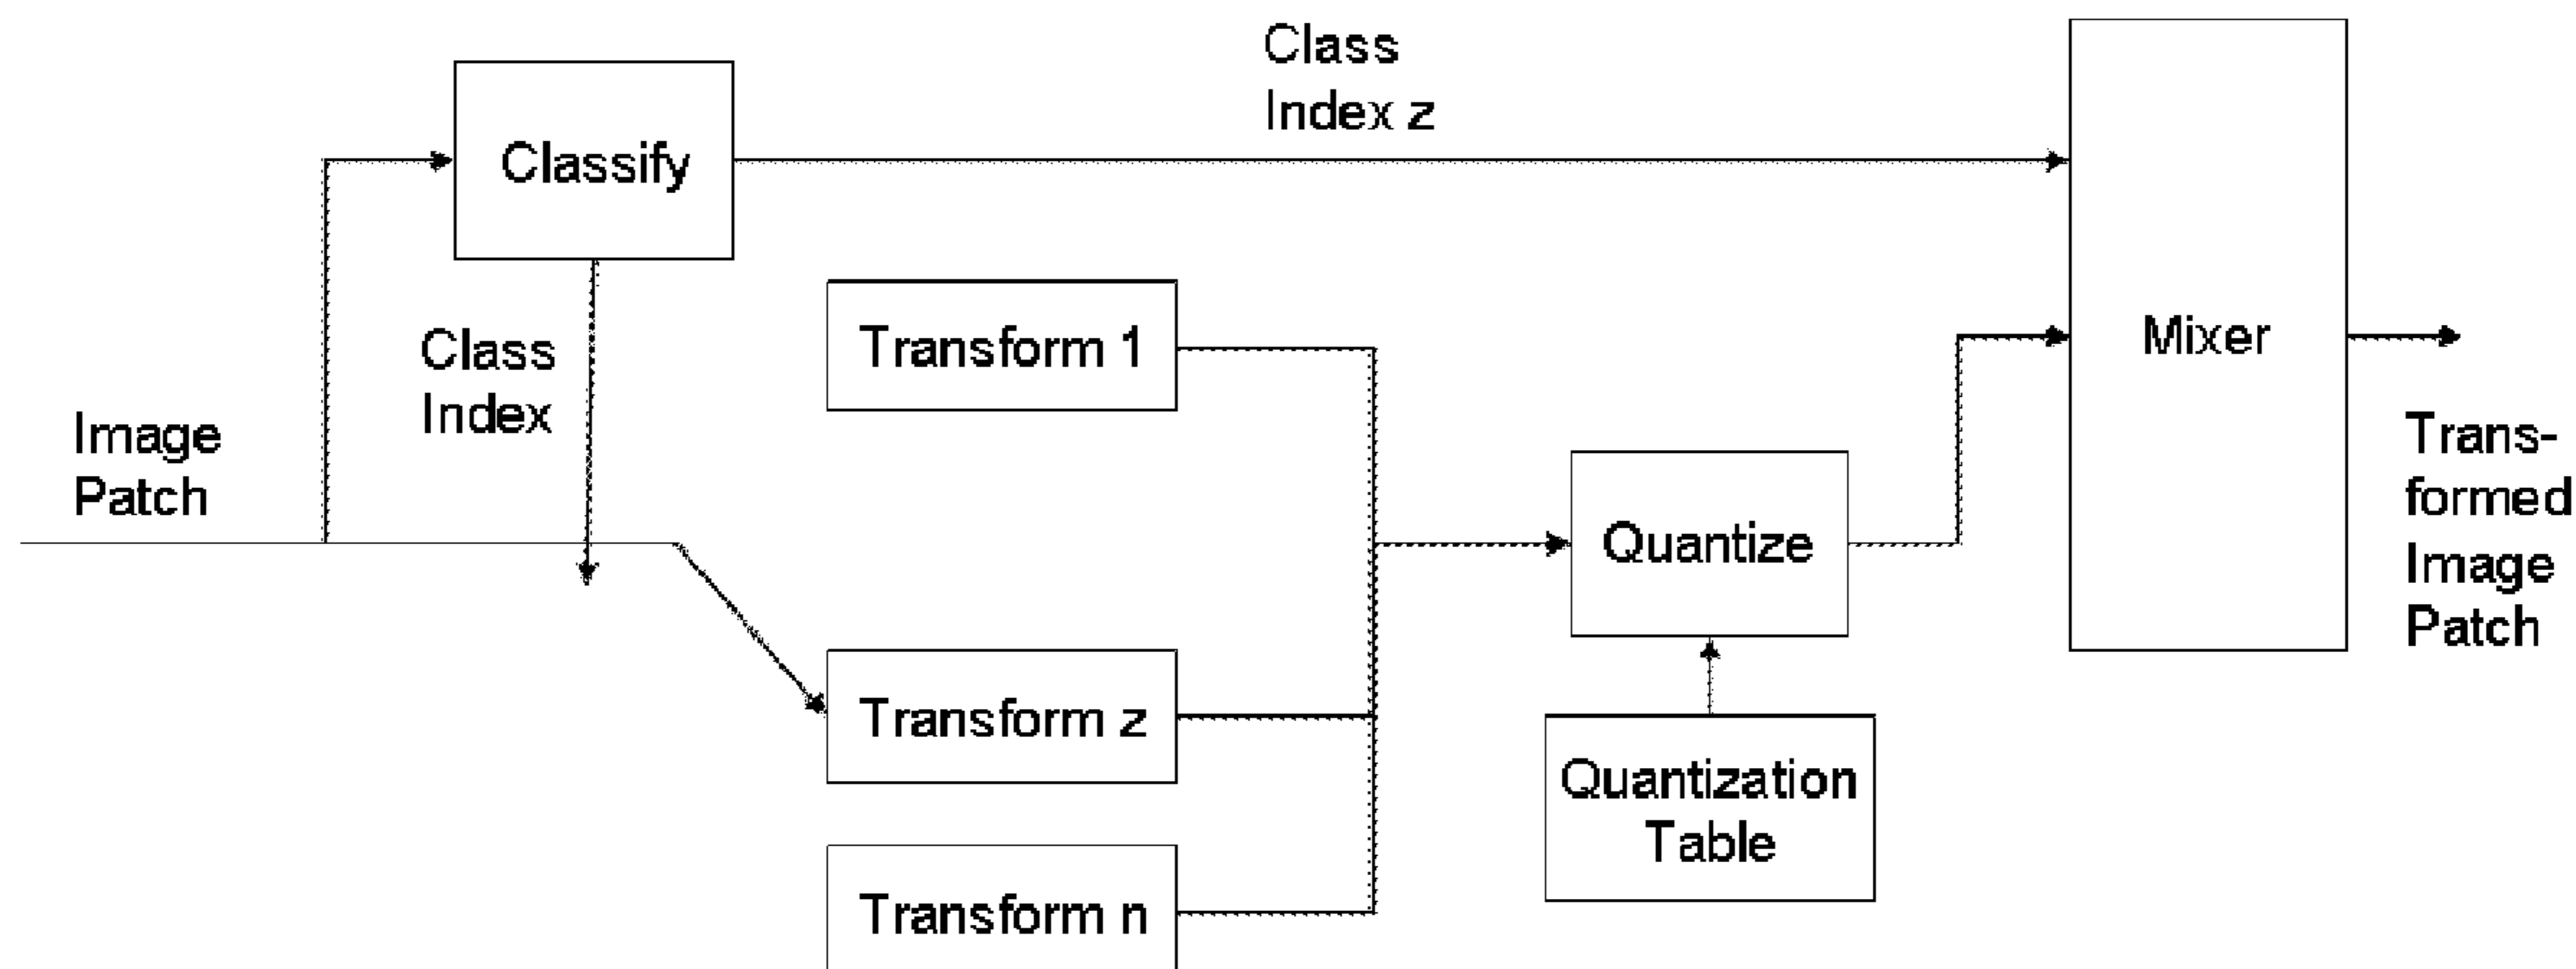 Class
Index z
Classify
Class
Index
Image
Patch
Transform 1
Transform z
Transform n
Quantize
Quantization
Table
Mixer
Trans-
formed
Image
Patch